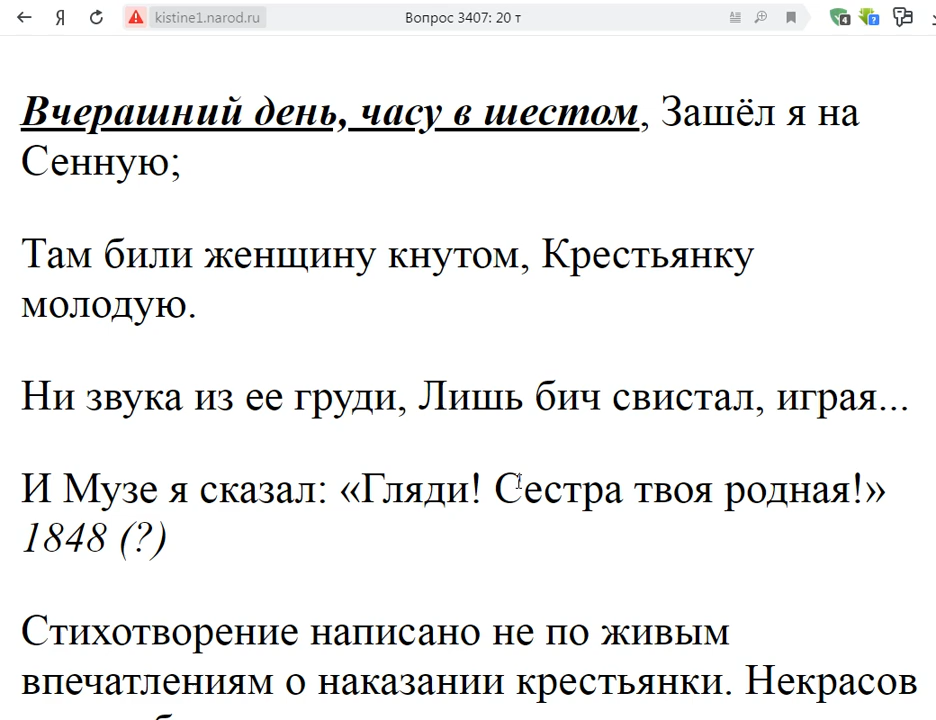 kistine1.narod.ru
Вопрос 3407: 20 т
Вчерашний день, часу в шестом, Зашёл я на
Сенную;
Там били женщину кнутом, Крестьянку
молодую.
Ни звука из ее груди, Лишь бич свистал, играя...
И Музе я сказал: «Гляди! Сестра твоя родная!»
1848 (?)
Стихотворение написано не по живым
впечатлениям о наказании крестьянки. Некрасов